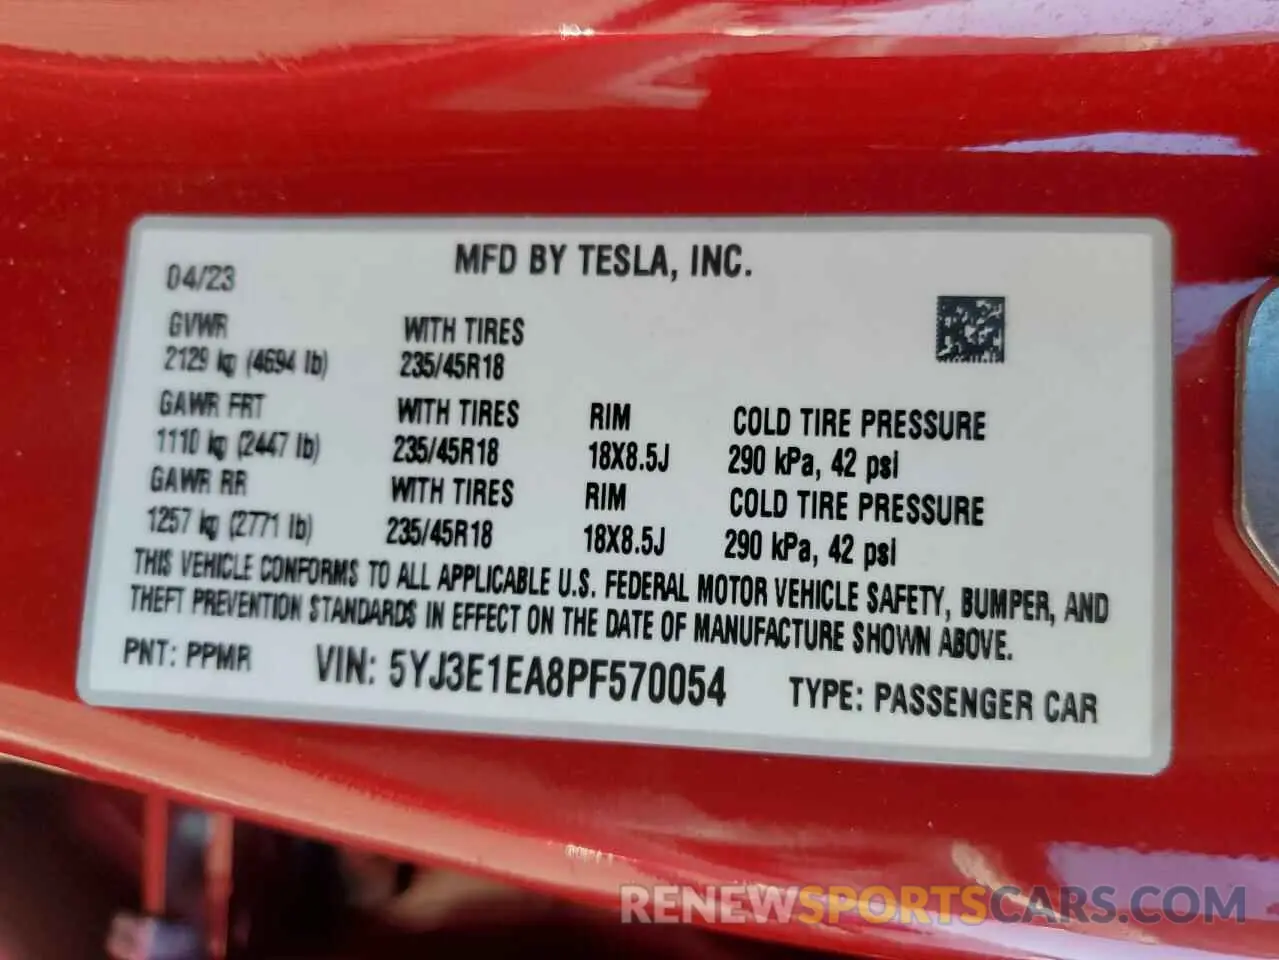 MFD BY TESLA, INC.
04/23
GVWR WITH TIRES
2129 kg (4694 lb) 235/45R18
GAWR FRT WITH TIRES RIM COLD TIRE PRESSURE
1110 kg (2447 lb) 235/45R18 18X8.5J 290 kPa, 42 psi
GAWR RR WITH TIRES RIM COLD TIRE PRESSURE
1257 kg (2771 lb) 235/45R18 18X8.5J 290 kPa, 42 psi
THIS VEHICLE CONFORMS TO ALL APPLICABLE U.S. FEDERAL MOTOR VEHICLE SAFETY, BUMPER, AND
THEFT PREVENTION STANDARDS IN EFFECT ON THE DATE OF MANUFACTURE SHOWN ABOVE.
PNT: PPMR VIN: 5YJ3E1EA8PF570054 TYPE: PASSENGER CAR
RENEWSPORTSCARS.COM